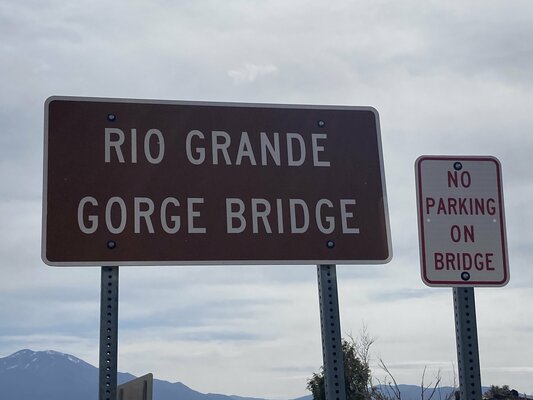 RIO GRANDE
GORGE BRIDGE
NO
PARKING
ON
BRIDGE